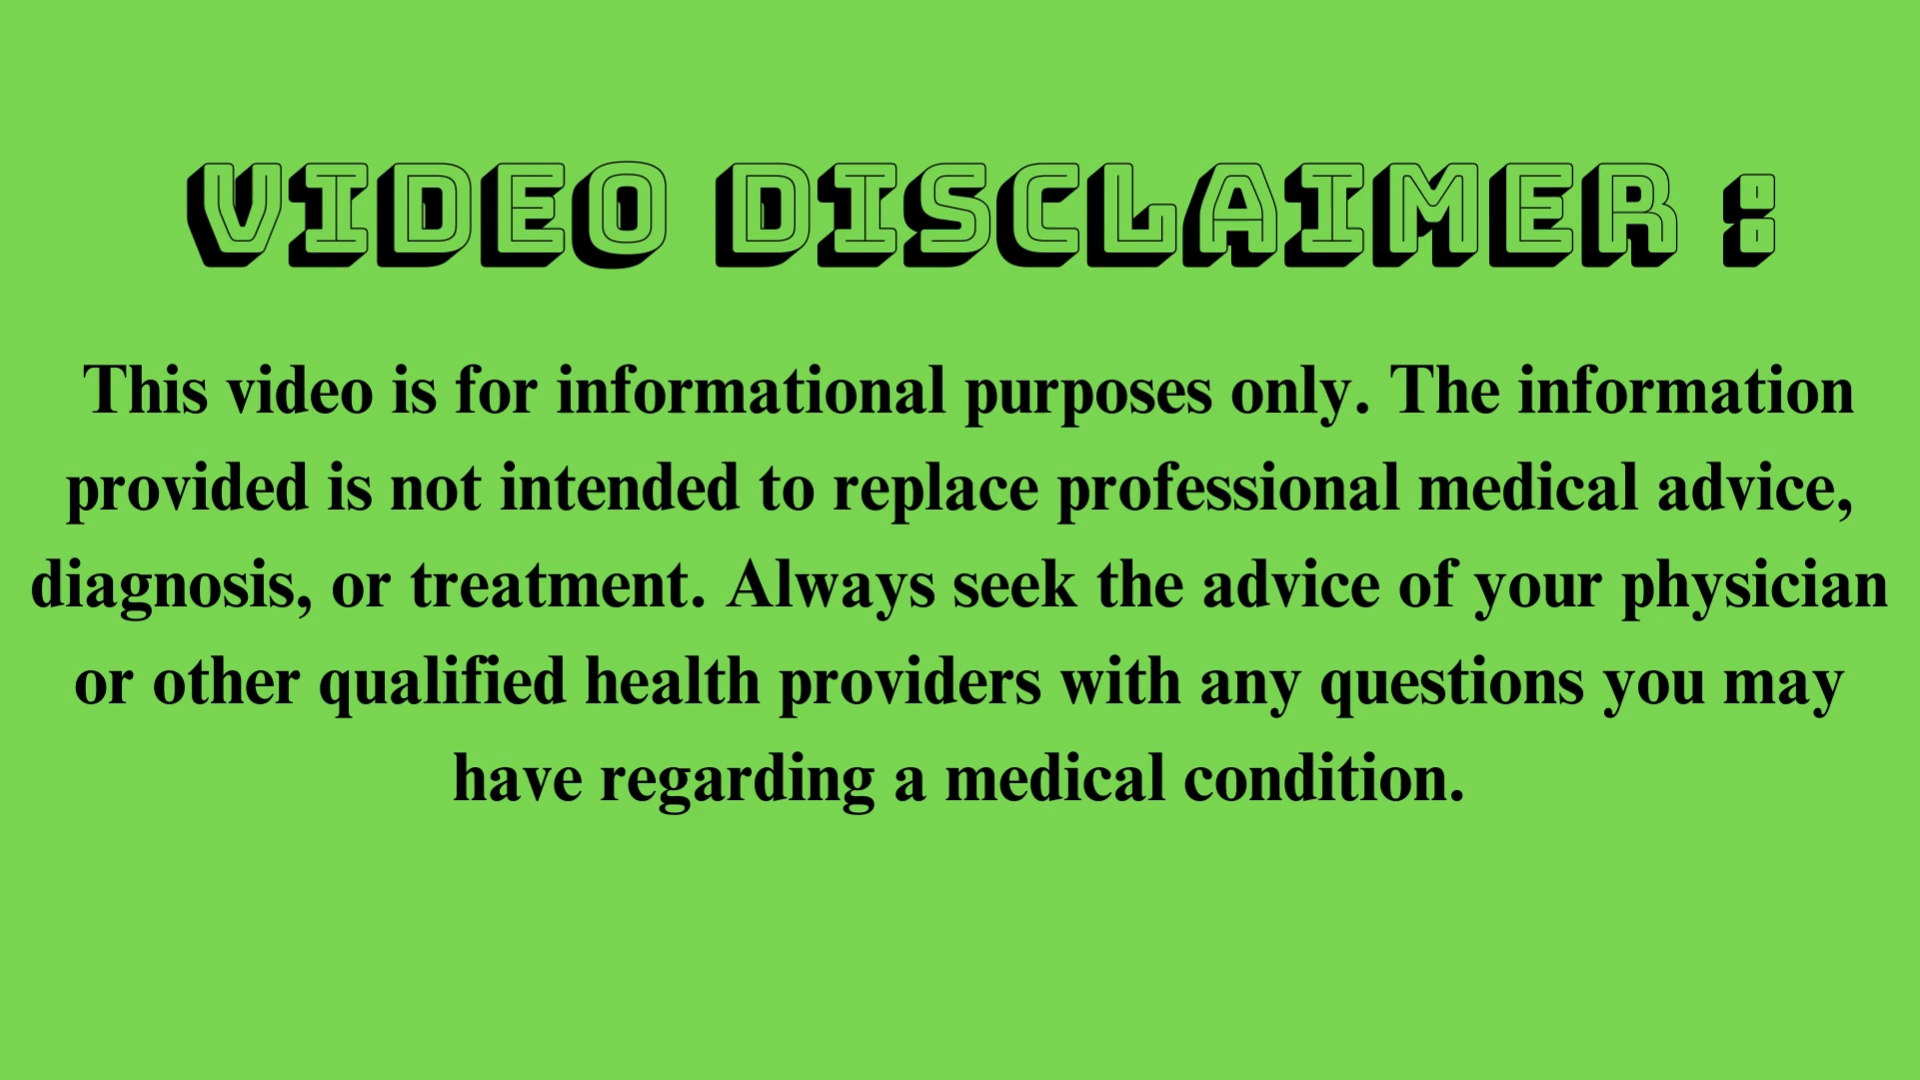 VIDEO DISCLAIMER :
This video is for informational purposes only. The information
provided is not intended to replace professional medical advice,
diagnosis, or treatment. Always seek the advice of your physician
or other qualified health providers with any questions you may
have regarding a medical condition.